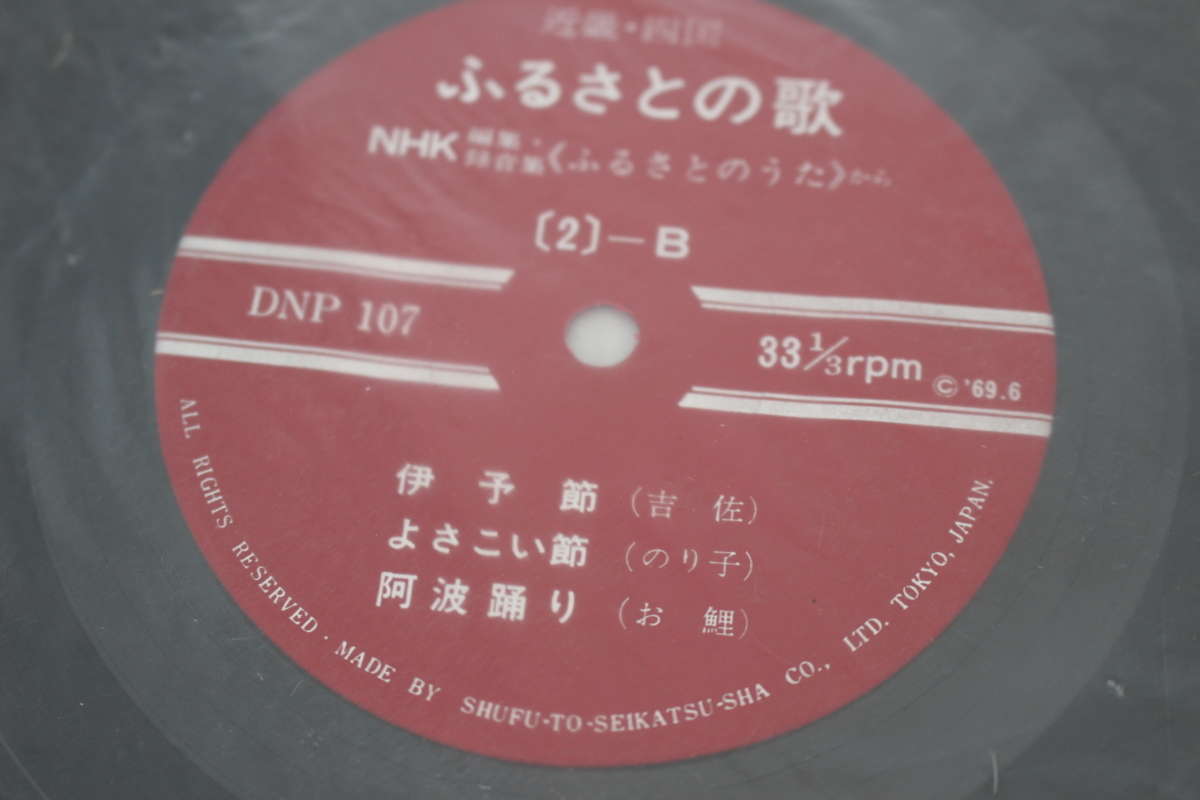 近畿・四国
ふるさとの歌
NHK 編集・録音集《ふるさとのうた》から
〔2〕－B
DNP 107
33⅓rpm © '69.6
伊予節（吉佐）
よさこい節（のり子）
阿波踊り（お鯉）
ALL RIGHTS RESERVED・MADE BY SHUFU-TO-SEIKATSU-SHA CO., LTD. TOKYO, JAPAN.